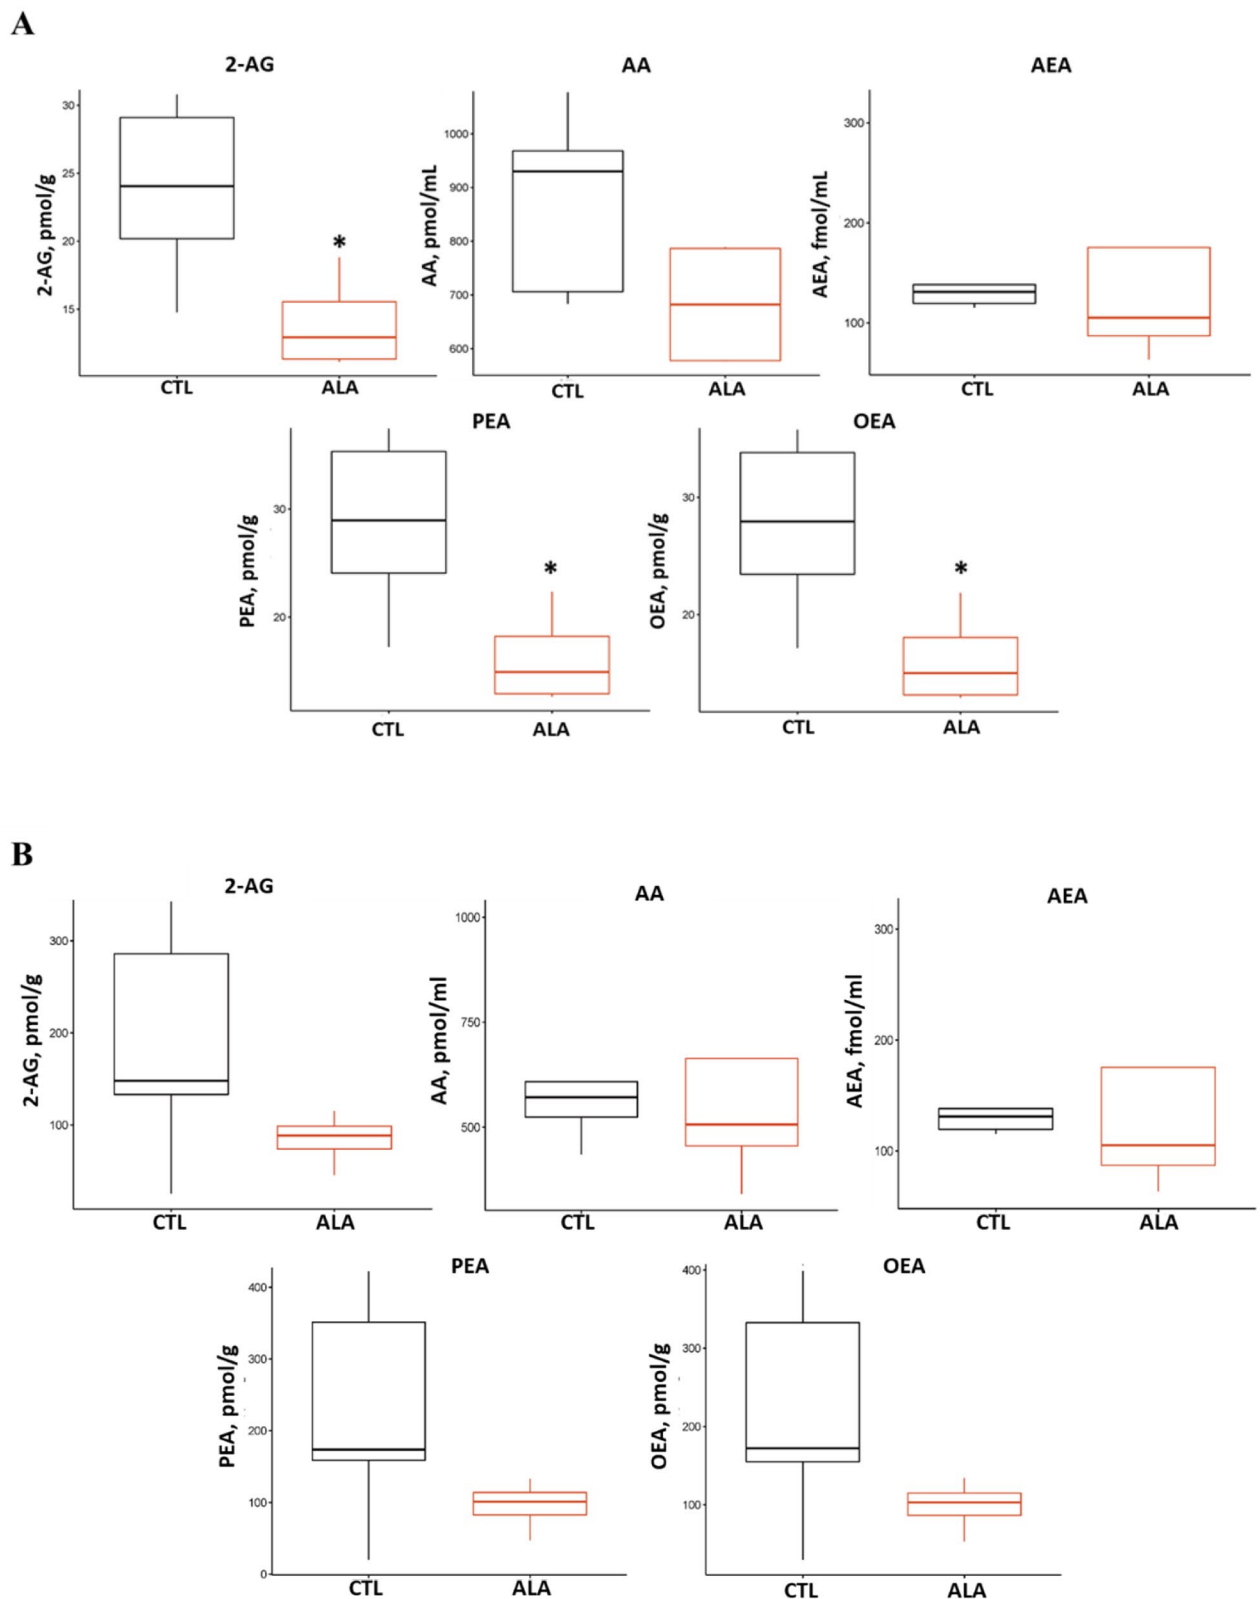 A
2-AG
AA
AEA
2-AG, pmol/g
30
25
20
15
*
CTL
ALA
AA, pmol/mL
1000
900
800
700
600
CTL
ALA
AEA, fmol/mL
300
200
100
CTL
ALA
PEA
OEA
PEA, pmol/g
30
20
*
CTL
ALA
OEA, pmol/g
30
20
*
CTL
ALA
B
2-AG
AA
AEA
2-AG, pmol/g
300
200
100
CTL
ALA
AA, pmol/ml
1000
750
500
CTL
ALA
AEA, fmol/ml
300
200
100
CTL
ALA
PEA
OEA
PEA, pmol/g
400
300
200
100
0
CTL
ALA
OEA, pmol/g
400
300
200
100
CTL
ALA